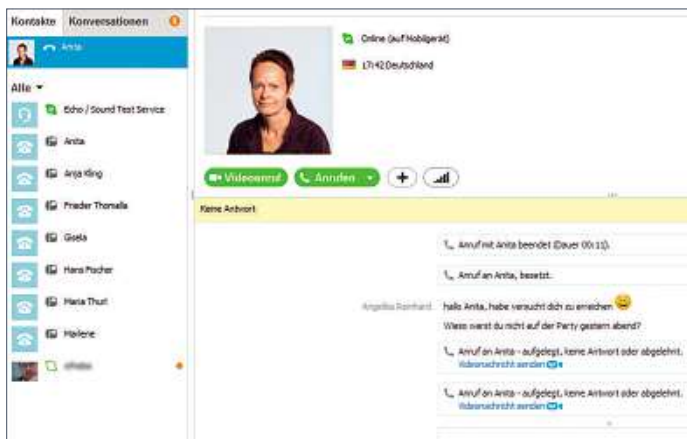 Kontakte Konversationen
Anita
Alle
Echo / Sound Test Service
Anita
Anja Kling
Frieder Thomalla
Gisela
Hans Fischer
Maria Thurl
Marlene
Online (auf Mobilgerät)
17:42 Deutschland
Videoanruf Anrufen
Keine Antwort
Anruf mit Anita beendet (Dauer 00:11).
Anruf an Anita, besetzt.
Angelika Reinhard hallo Anita, habe versucht dich zu erreichen
Wieso warst du nicht auf der Party gestern abend?
Anruf an Anita - aufgelegt, keine Antwort oder abgelehnt.
Videonachricht senden
Anruf an Anita - aufgelegt, keine Antwort oder abgelehnt.
Videonachricht senden